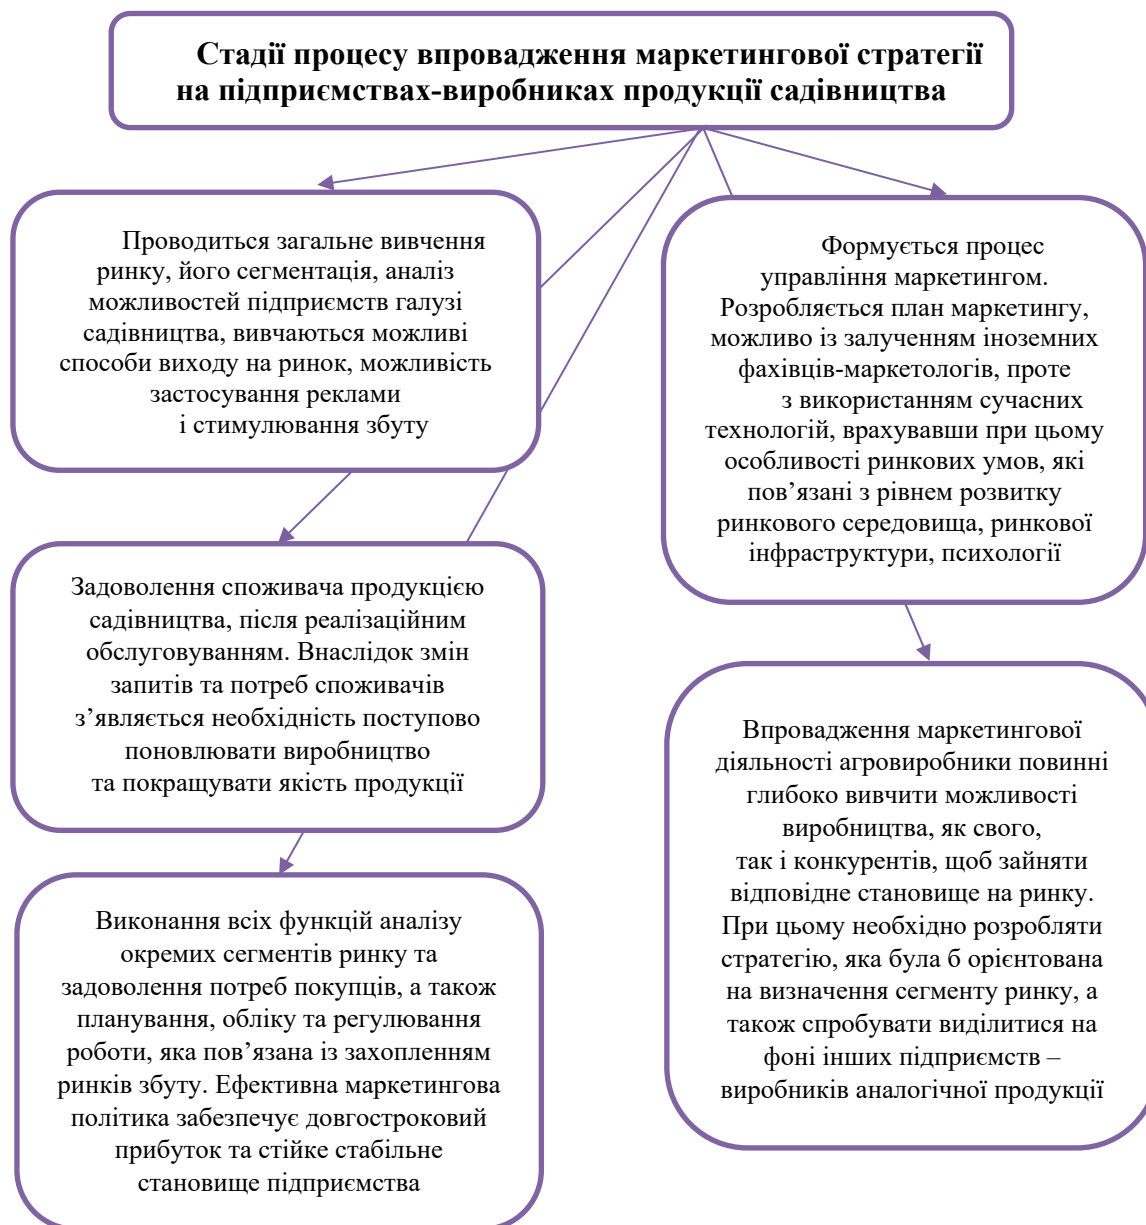 Стадії процесу впровадження маркетингової стратегії
на підприємствах-виробниках продукції садівництва
Проводиться загальне вивчення
ринку, його сегментація, аналіз
можливостей підприємств галузі
садівництва, вивчаються можливі
способи виходу на ринок, можливість
застосування реклами
і стимулювання збуту
Формується процес
управління маркетингом.
Розробляється план маркетингу,
можливо із залученням іноземних
фахівців-маркетологів, проте
з використанням сучасних
технологій, врахувавши при цьому
особливості ринкових умов, які
пов’язані з рівнем розвитку
ринкового середовища, ринкової
інфраструктури, психології
Задоволення споживача продукцією
садівництва, після реалізаційним
обслуговуванням. Внаслідок змін
запитів та потреб споживачів
з’являється необхідність поступово
поновлювати виробництво
та покращувати якість продукції
Впровадження маркетингової
діяльності агровиробники повинні
глибоко вивчити можливості
виробництва, як свого,
так і конкурентів, щоб зайняти
відповідне становище на ринку.
При цьому необхідно розробляти
стратегію, яка була б орієнтована
на визначення сегменту ринку, а
також спробувати виділитися на
фоні інших підприємств –
виробників аналогічної продукції
Виконання всіх функцій аналізу
окремих сегментів ринку та
задоволення потреб покупців, а також
планування, обліку та регулювання
роботи, яка пов’язана із захопленням
ринків збуту. Ефективна маркетингова
політика забезпечує довгостроковий
прибуток та стійке стабільне
становище підприємства